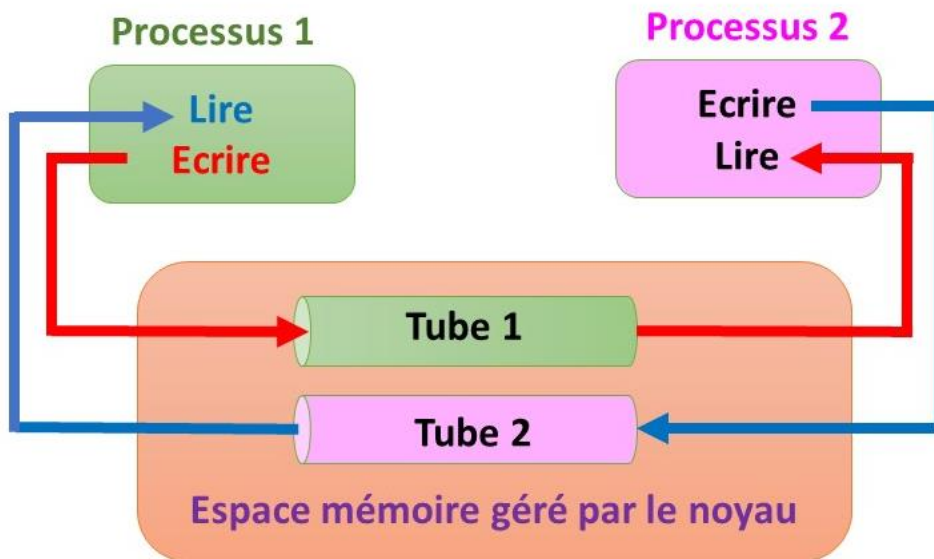 Processus 1
Lire
Ecrire
Processus 2
Ecrire
Lire
Tube 1
Tube 2
Espace mémoire géré par le noyau